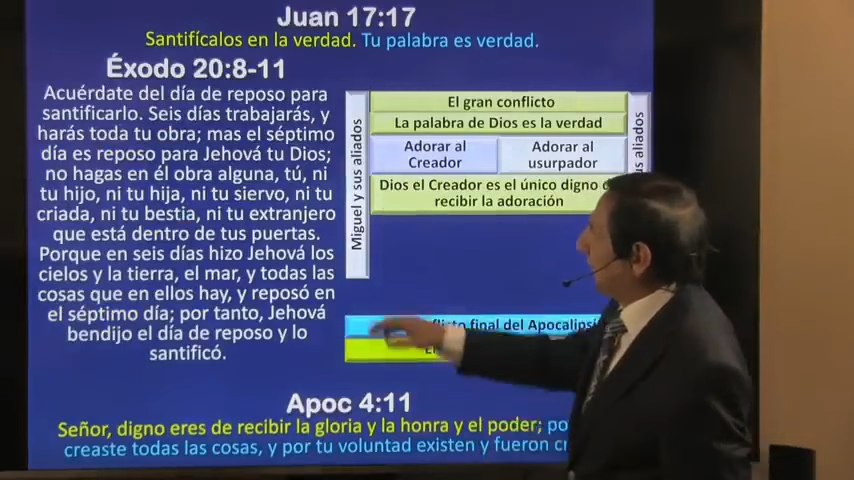 Juan 17:17
Santifícalos en la verdad. Tu palabra es verdad.
Éxodo 20:8-11
Acuérdate del día de reposo para
santificarlo. Seis días trabajarás, y
harás toda tu obra; mas el séptimo
día es reposo para Jehová tu Dios;
no hagas en él obra alguna, tú, ni
tu hijo, ni tu hija, ni tu siervo, ni tu
criada, ni tu bestia, ni tu extranjero
que está dentro de tus puertas.
Porque en seis días hizo Jehová los
cielos y la tierra, el mar, y todas las
cosas que en ellos hay, y reposó en
el séptimo día; por tanto, Jehová
bendijo el día de reposo y lo
santificó.
Miguel y sus aliados
El gran conflicto
La palabra de Dios es la verdad
Adorar al
Creador
Adorar al
usurpador
Dios el Creador es el único digno
recibir la adoración
aliados
final del Apocalipsi
Apoc 4:11
Señor, digno eres de recibir la gloria y la honra y el poder;
creaste todas las cosas, y por tu voluntad existen y fueron